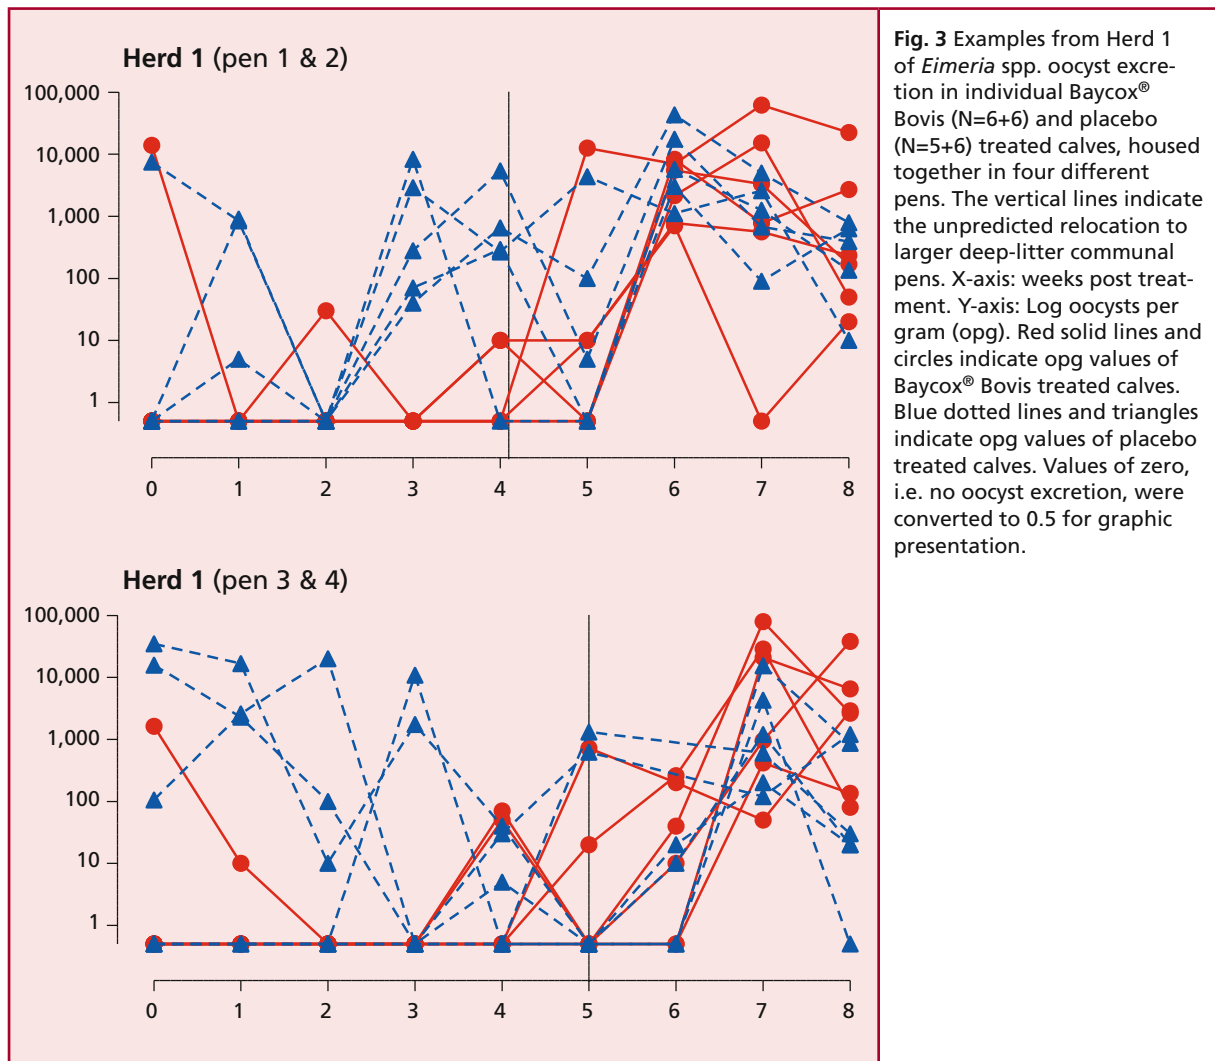 Herd 1 (pen 1 & 2)
100,000
10,000
1,000
100
10
1
0 1 2 3 4 5 6 7 8
Herd 1 (pen 3 & 4)
100,000
10,000
1,000
100
10
1
0 1 2 3 4 5 6 7 8
Fig. 3 Examples from Herd 1
of Eimeria spp. oocyst excre-
tion in individual Baycox®
Bovis (N=6+6) and placebo
(N=5+6) treated calves, housed
together in four different
pens. The vertical lines indicate
the unpredicted relocation to
larger deep-litter communal
pens. X-axis: weeks post treat-
ment. Y-axis: Log oocysts per
gram (opg). Red solid lines and
circles indicate opg values of
Baycox® Bovis treated calves.
Blue dotted lines and triangles
indicate opg values of placebo
treated calves. Values of zero,
i.e. no oocyst excretion, were
converted to 0.5 for graphic
presentation.